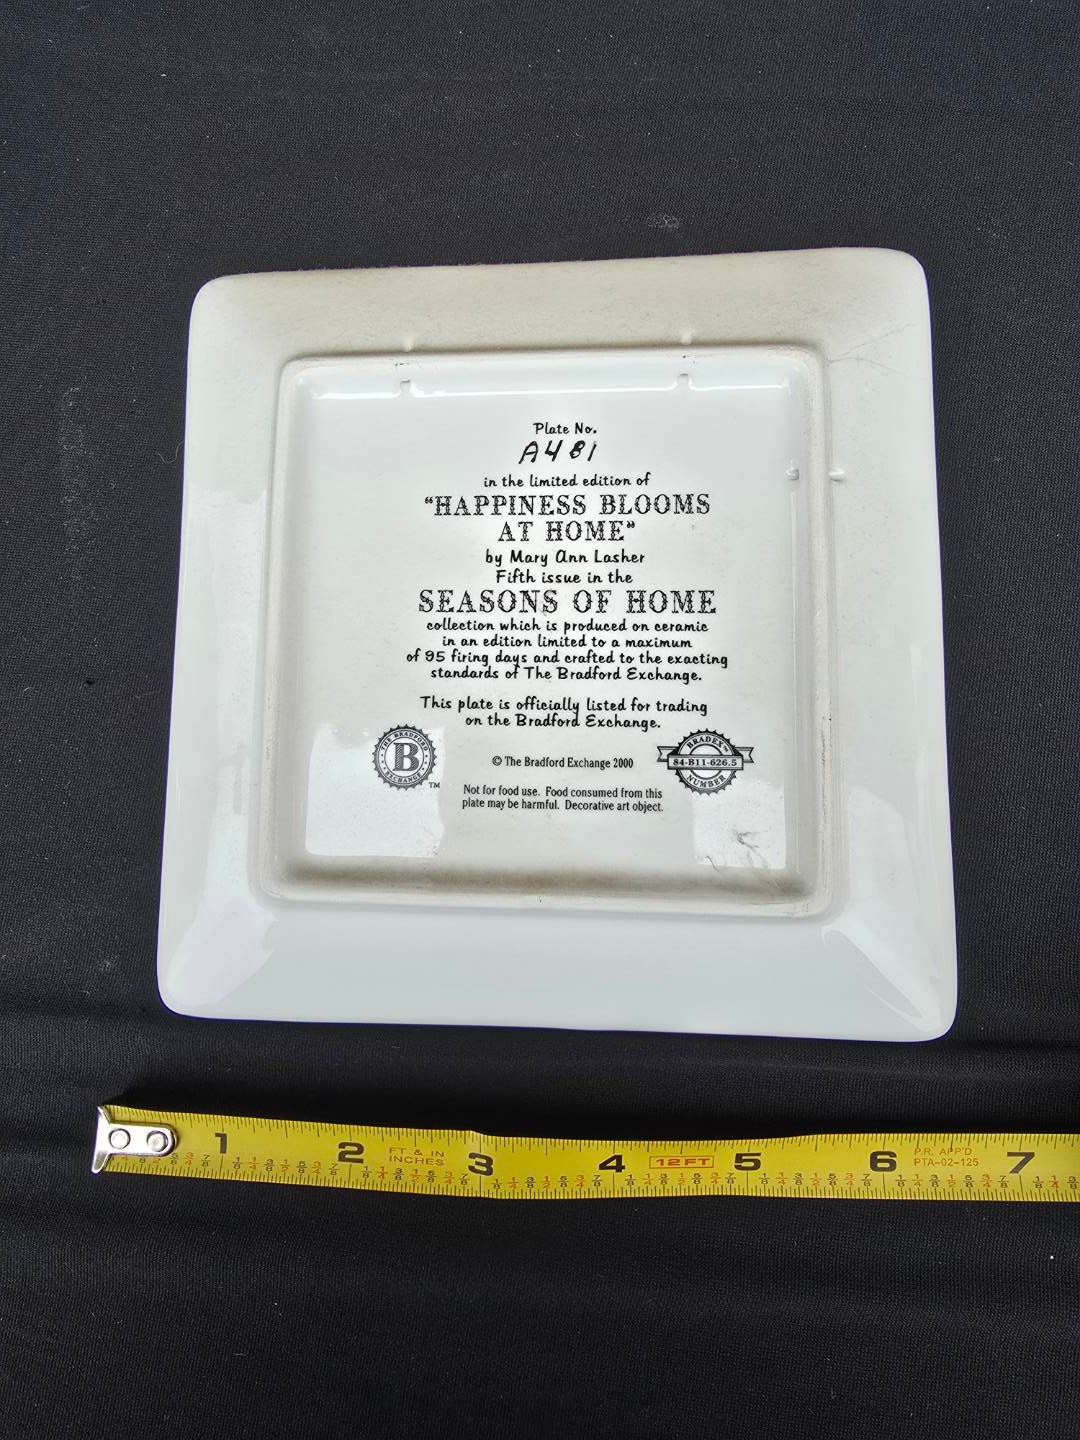 Plate No.
A481
in the limited edition of
"HAPPINESS BLOOMS
AT HOME"
by Mary Ann Lasher
Fifth issue in the
SEASONS OF HOME
collection which is produced on ceramic
in an edition limited to a maximum
of 95 firing days and crafted to the exacting
standards of The Bradford Exchange.
This plate is officially listed for trading
on the Bradford Exchange.
THE BRADFORD
B
EXCHANGE
TM
© The Bradford Exchange 2000
BRADEX™
84-B11-626.5
NUMBER
Not for food use. Food consumed from this
plate may be harmful. Decorative art object.
1 2 FT & IN INCHES 3 4 12FT 5 6 P.R. APP'D PTA-02-125 7